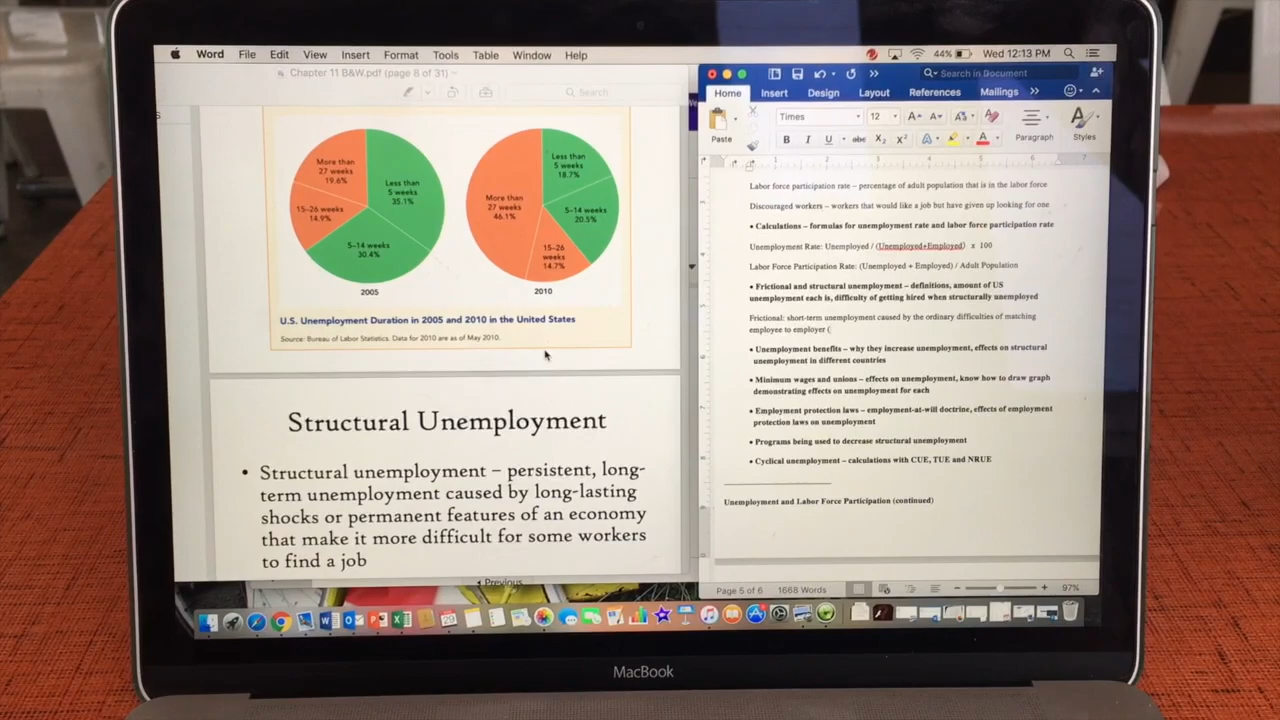 Word File Edit View Insert Format Tools Table Window Help
44% Wed 12:13 PM
Chapter 11 B&W.pdf (page 8 of 31)
Search
More than
27 weeks
19.6%
Less than
5 weeks
35.1%
15–26 weeks
14.9%
5–14 weeks
30.4%
2005
Less than
5 weeks
18.7%
More than
27 weeks
46.1%
5–14 weeks
20.5%
15–26
weeks
14.7%
2010
U.S. Unemployment Duration in 2005 and 2010 in the United States
Source: Bureau of Labor Statistics. Data for 2010 are as of May 2010.
Structural Unemployment
• Structural unemployment – persistent, long-
term unemployment caused by long-lasting
shocks or permanent features of an economy
that make it more difficult for some workers
to find a job
Previous
Search in Document
Home Insert Design Layout References Mailings
Paste
Times 12
B I U abc X₂ X²
Paragraph
Styles
1 2 3 4 5 6 7
Labor force participation rate – percentage of adult population that is in the labor force
Discouraged workers – workers that would like a job but have given up looking for one
• Calculations – formulas for unemployment rate and labor force participation rate
Unemployment Rate: Unemployed / (Unemployed+Employed) x 100
Labor Force Participation Rate: (Unemployed + Employed) / Adult Population
• Frictional and structural unemployment – definitions, amount of US
unemployment each is, difficulty of getting hired when structurally unemployed
Frictional: short-term unemployment caused by the ordinary difficulties of matching
employee to employer (
• Unemployment benefits – why they increase unemployment, effects on structural
unemployment in different countries
• Minimum wages and unions – effects on unemployment, know how to draw graph
demonstrating effects on unemployment for each
• Employment protection laws – employment-at-will doctrine, effects of employment
protection laws on unemployment
• Programs being used to decrease structural unemployment
• Cyclical unemployment – calculations with CUE, TUE and NRUE
Unemployment and Labor Force Participation (continued)
Page 5 of 6 1668 Words
97%
MacBook